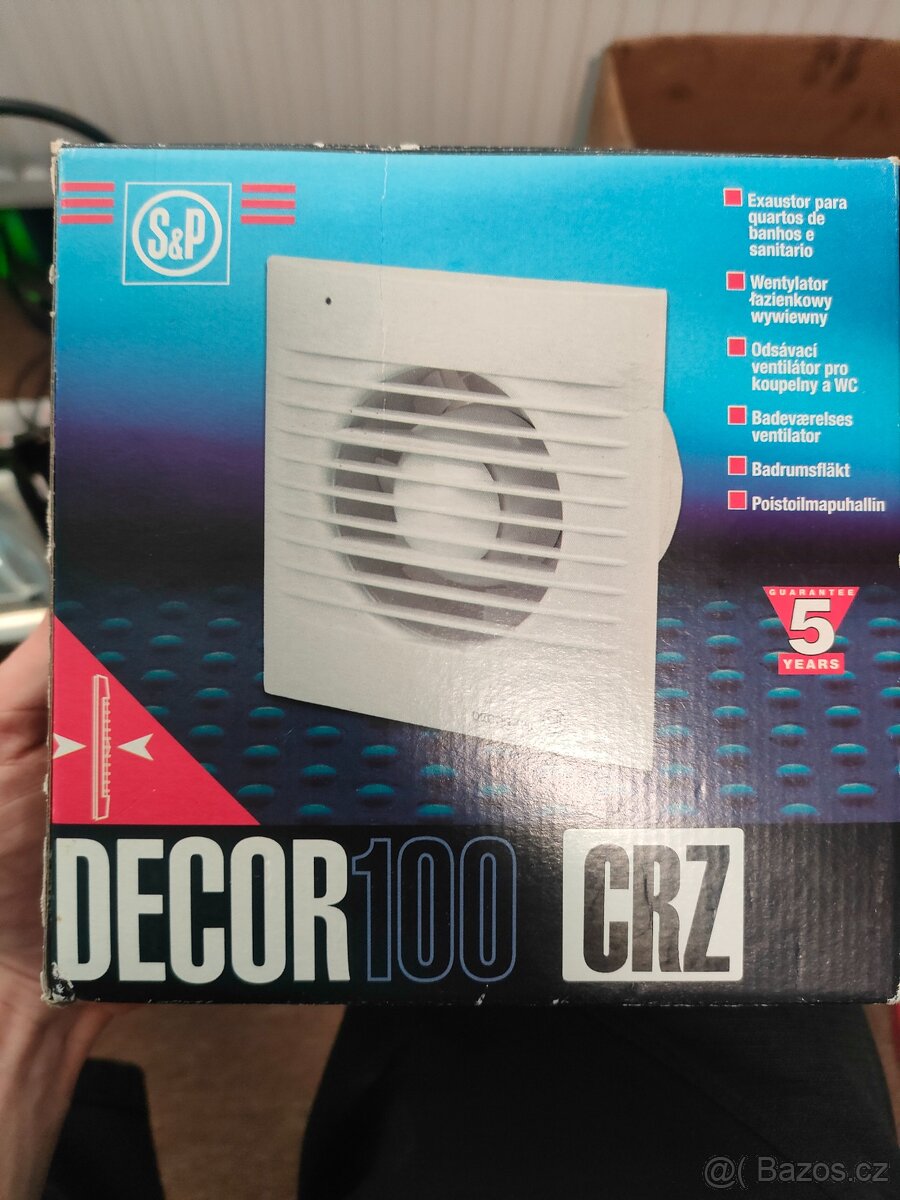 S&P
Exaustor para
quartos de
banhos e
sanitario
Wentylator
łazienkowy
wywiewny
Odsávací
ventilátor pro
koupelny a WC
Badeværelses
ventilator
Badrumsfläkt
Poistoilmapuhallin
GUARANTEE
5
YEARS
DECOR100 CRZ
@( Bazos.cz